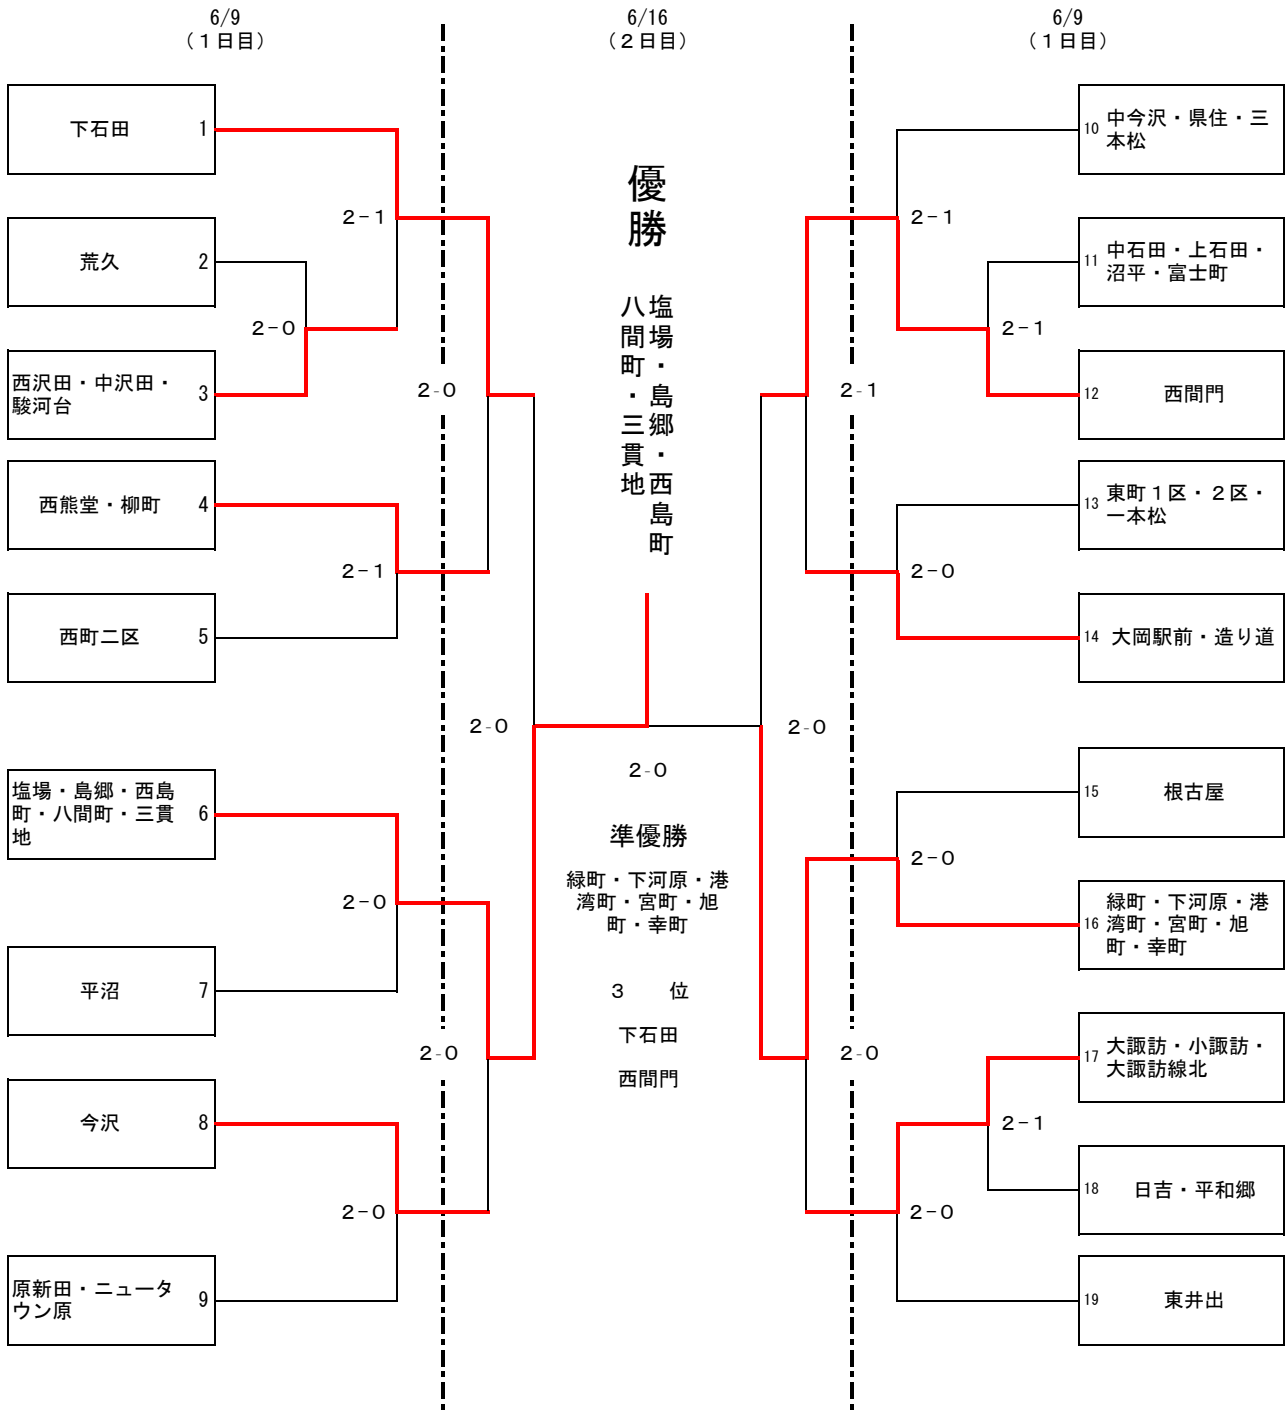 6/9
（１日目）
6/16
（２日目）
6/9
（１日目）
下石田 1
荒久 2
2-0
西沢田・中沢田・
駿河台
3
2-1
西熊堂・柳町 4
2-1
西町二区 5
2-0
塩場・島郷・西島
町・八間町・三貫
地
6
2-0
平沼 7
今沢 8
2-0
原新田・ニュータ
ウン原
9
2-0
2-0
優勝
塩場・島郷・西島町
八間町・三貫地
2-0
準優勝
緑町・下河原・港
湾町・宮町・旭
町・幸町
３　位
下石田
西間門
10 中今沢・県住・三
本松
2-1
11 中石田・上石田・
沼平・富士町
2-1
12 西間門
2-1
13 東町１区・２区・
一本松
2-0
14 大岡駅前・造り道
2-0
15 根古屋
2-0
16 緑町・下河原・港
湾町・宮町・旭
町・幸町
2-0
17 大諏訪・小諏訪・
大諏訪線北
2-1
18 日吉・平和郷
2-0
19 東井出